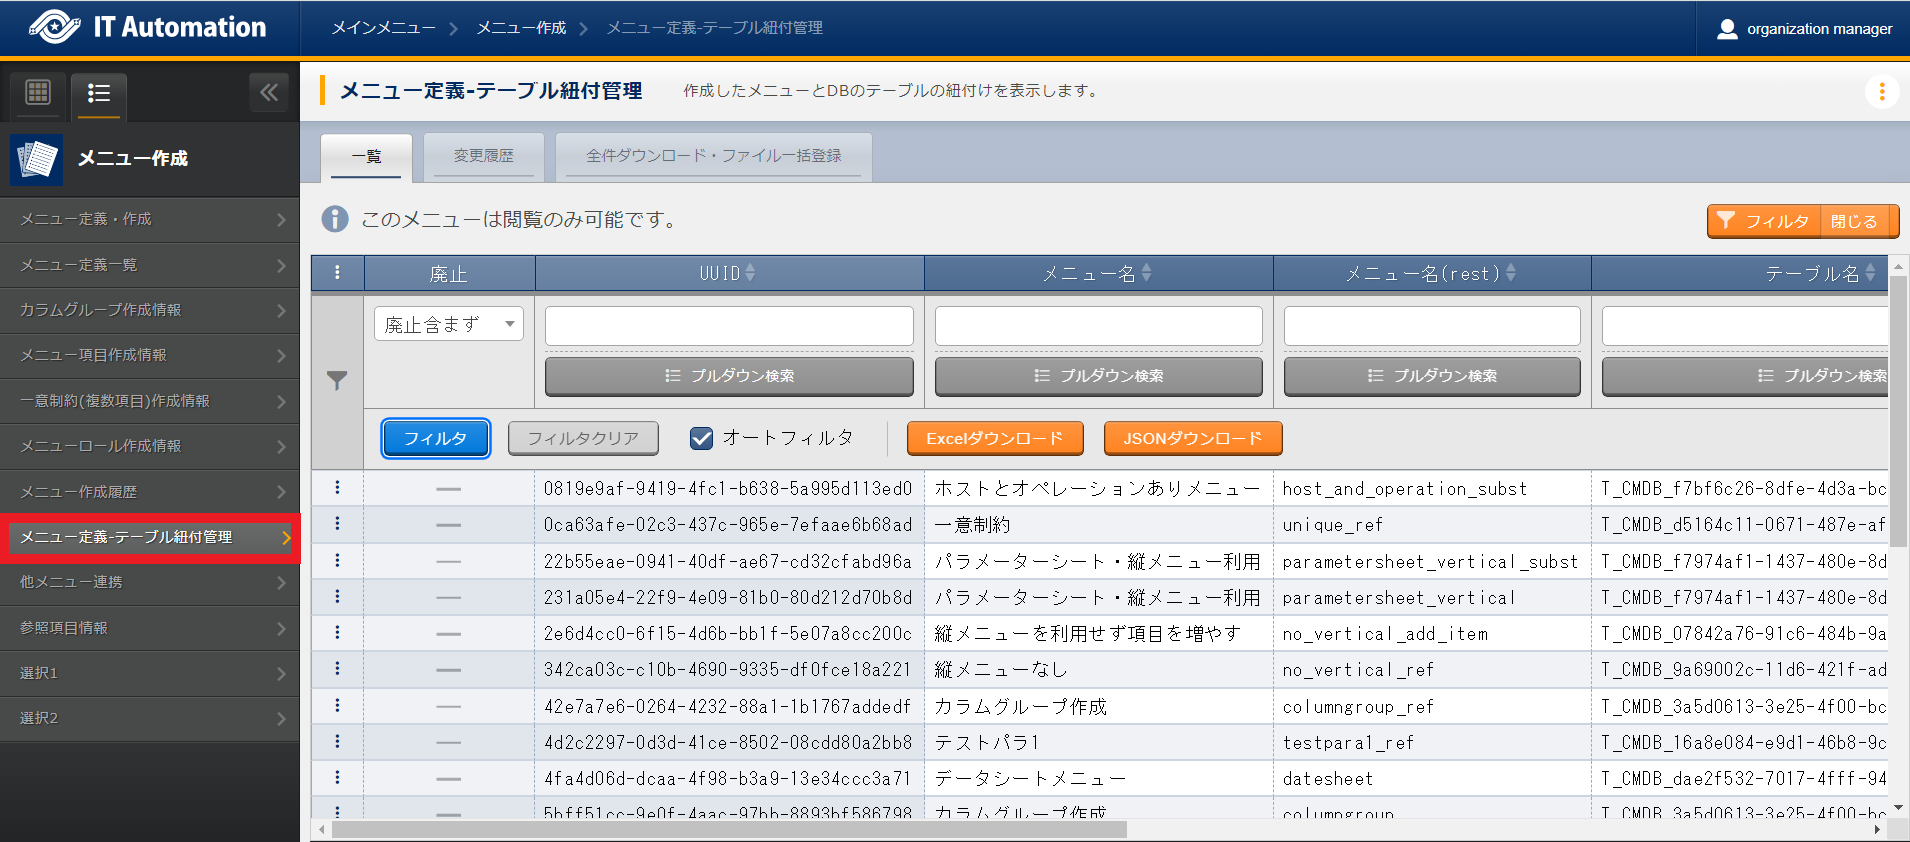 IT Automation
メインメニュー
メニュー作成
メニュー定義-テーブル紐付管理
organization manager
メニュー作成
メニュー定義・作成
メニュー定義一覧
カラムグループ作成情報
メニュー項目作成情報
一意制約(複数項目)作成情報
メニューロール作成情報
メニュー作成履歴
メニュー定義-テーブル紐付管理
他メニュー連携
参照項目情報
選択1
選択2
メニュー定義-テーブル紐付管理 作成したメニューとDBのテーブルの紐付けを表示します。
一覧 変更履歴 全件ダウンロード・ファイル一括登録
このメニューは閲覧のみ可能です。
フィルタ 閉じる
廃止 UUID メニュー名 メニュー名(rest) テーブル名
廃止含まず
プルダウン検索 プルダウン検索 プルダウン検索 プルダウン検索
フィルタ フィルタクリア オートフィルタ Excelダウンロード JSONダウンロード
0819e9af-9419-4fc1-b638-5a995d113ed0 ホストとオペレーションありメニュー host_and_operation_subst T_CMDB_f7bf6c26-8dfe-4d3a-bc
0ca63afe-02c3-437c-965e-7efaae6b68ad 一意制約 unique_ref T_CMDB_d5164c11-0671-487e-af
22b55eae-0941-40df-ae67-cd32cfabd96a パラメーターシート・縦メニュー利用 parametersheet_vertical_subst T_CMDB_f7974af1-1437-480e-8d
231a05e4-22f9-4e09-81b0-80d212d70b8d パラメーターシート・縦メニュー利用 parametersheet_vertical T_CMDB_f7974af1-1437-480e-8d
2e6d4cc0-6f15-4d6b-bb1f-5e07a8cc200c 縦メニューを利用せず項目を増やす no_vertical_add_item T_CMDB_07842a76-91c6-484b-9a
342ca03c-c10b-4690-9335-df0fce18a221 縦メニューなし no_vertical_ref T_CMDB_9a69002c-11d6-421f-ad
42e7a7e6-0264-4232-88a1-1b1767addedf カラムグループ作成 columngroup_ref T_CMDB_3a5d0613-3e25-4f00-bc
4d2c2297-0d3d-41ce-8502-08cdd80a2bb8 テストパラ1 testpara1_ref T_CMDB_16a8e084-e9d1-46b8-9c
4fa4d06d-dcaa-4f98-b3a9-13e34ccc3a71 データシートメニュー datesheet T_CMDB_dae2f532-7017-4fff-94
5bff51cc-9e0f-4aac-97bb-8893bf586798 カラムグループ作成 columngroup T_CMDB_3a5d0613-3e25-4f00-bc